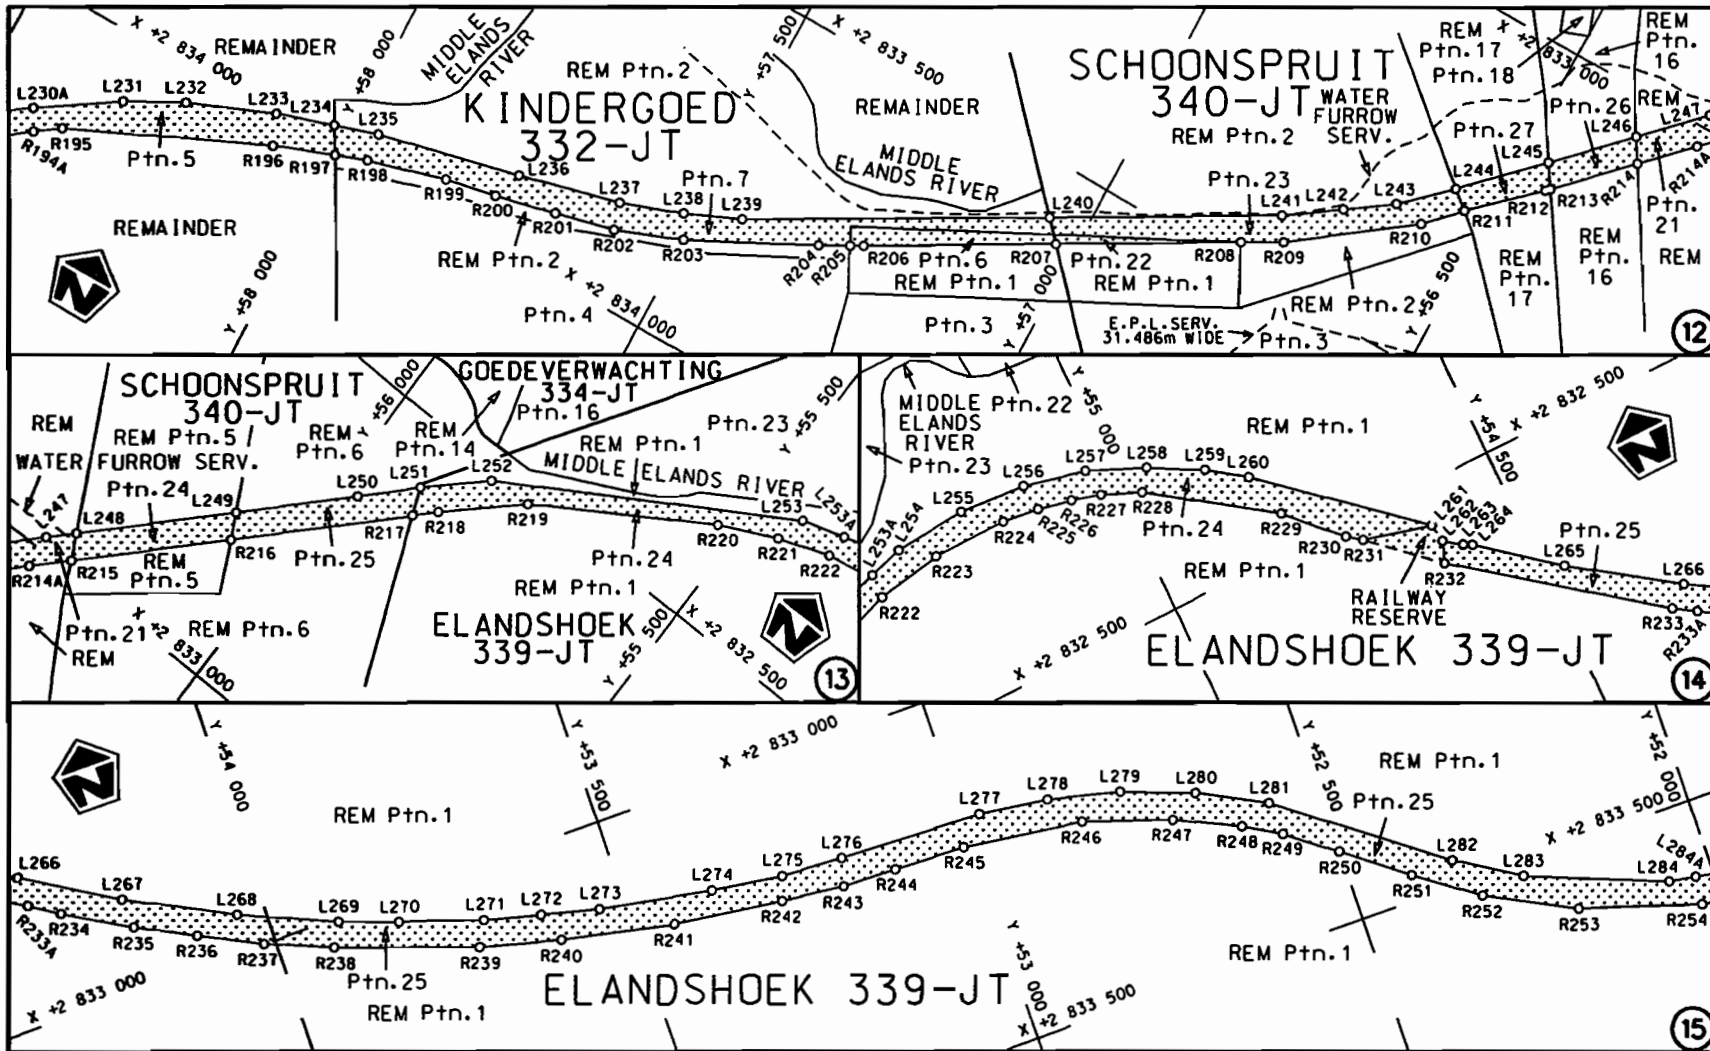 X +2 834 000
REMAINDER
Y +58 000
MIDDLE
ELANDS
RIVER
REM Ptn.2
Y +57 500
X +2 833 500
REMAINDER
SCHOONSPRUIT
340-JT
WATER
FURROW
SERV.
REM Ptn.2
REM
Ptn.17
Ptn.18
X +2 833 000
REM
Ptn.
16
REM
L230A
L231
L232
L233
L234
L235
KINDERGOED
332-JT
MIDDLE
ELANDS RIVER
Ptn.27
Ptn.26
L246
L247
R194A
R195
Ptn.5
R196
R197
R198
R199
R200
R201
R202
R203
L236
L237
L238
Ptn.7
L239
L240
Ptn.23
L241
L242
L243
L244
L245
REMAINDER
Y +58 000
REM Ptn.2
X +2 834 000
Ptn.4
R204
R205
R206
Ptn.6
R207
Ptn.22
R208
R209
R210
R211
R212
R213
R214
R214A
Ptn.
21
REM Ptn.1
REM Ptn.1
REM Ptn.2
Ptn.3
Y +57 000
E.P.L.SERV.
31.486m WIDE
Ptn.3
Y +56 500
REM
Ptn.
17
REM
Ptn.
16
REM
12
SCHOONSPRUIT
340-JT
Y +56 000
GOEDEVERWACHTING
334-JT
Ptn.16
REM
Ptn.14
Ptn.23
Y +55 500
REM
WATER FURROW SERV.
REM Ptn.5
Ptn.24
REM
Ptn.6
REM Ptn.1
MIDDLE ELANDS RIVER
L247
L248
L249
L250
L251
L252
L253
L253A
R214A
R215
REM
Ptn.5
R216
Ptn.25
R217
R218
R219
Ptn.24
R220
R221
R222
Ptn.21
REM
X +2 833 000
REM Ptn.6
REM Ptn.1
ELANDSHOEK
339-JT
Y +55 500
X +2 832 500
13
MIDDLE
ELANDS
RIVER
Ptn.22
Ptn.23
Y +55 000
REM Ptn.1
Y +54 500
X +2 832 500
L253A
L254
L255
L256
L257
L258
L259
L260
L261
L262
L263
L264
L265
L266
R222
R223
R224
R225
R226
R227
R228
Ptn.24
R229
R230
R231
R232
R233
R233A
Ptn.25
REM Ptn.1
RAILWAY
RESERVE
X +2 832 500
ELANDSHOEK 339-JT
14
Y +54 000
Y +53 500
X +2 833 000
Y +52 500
Y +52 000
REM Ptn.1
REM Ptn.1
Ptn.25
X +2 833 500
L266
L267
L268
L269
L270
L271
L272
L273
L274
L275
L276
L277
L278
L279
L280
L281
L282
L283
L284
L284A
R233A
R234
R235
R236
R237
R238
Ptn.25
R239
R240
R241
R242
R243
R244
R245
R246
R247
R248
R249
R250
R251
R252
R253
R254
X +2 833 000
REM Ptn.1
ELANDSHOEK 339-JT
Y +53 000
X +2 833 500
REM Ptn.1
15